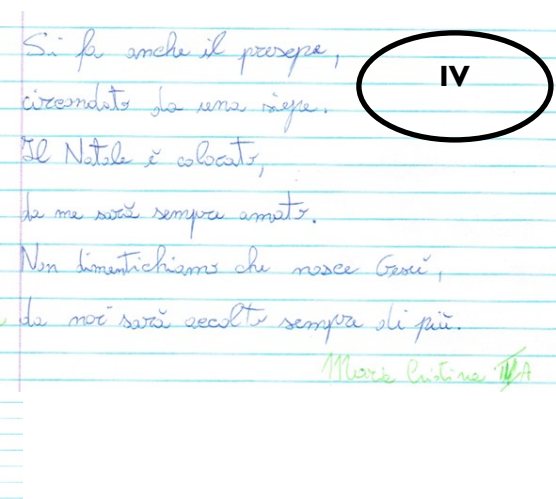 Si fa anche il presepe,
IV
circondato da una siepe.
Il Natale è colorato,
da me sarà sempre amato.
Non dimentichiamo che nasce Gesù,
da noi sarà accolto sempre di più.
Maria Cristina IV A